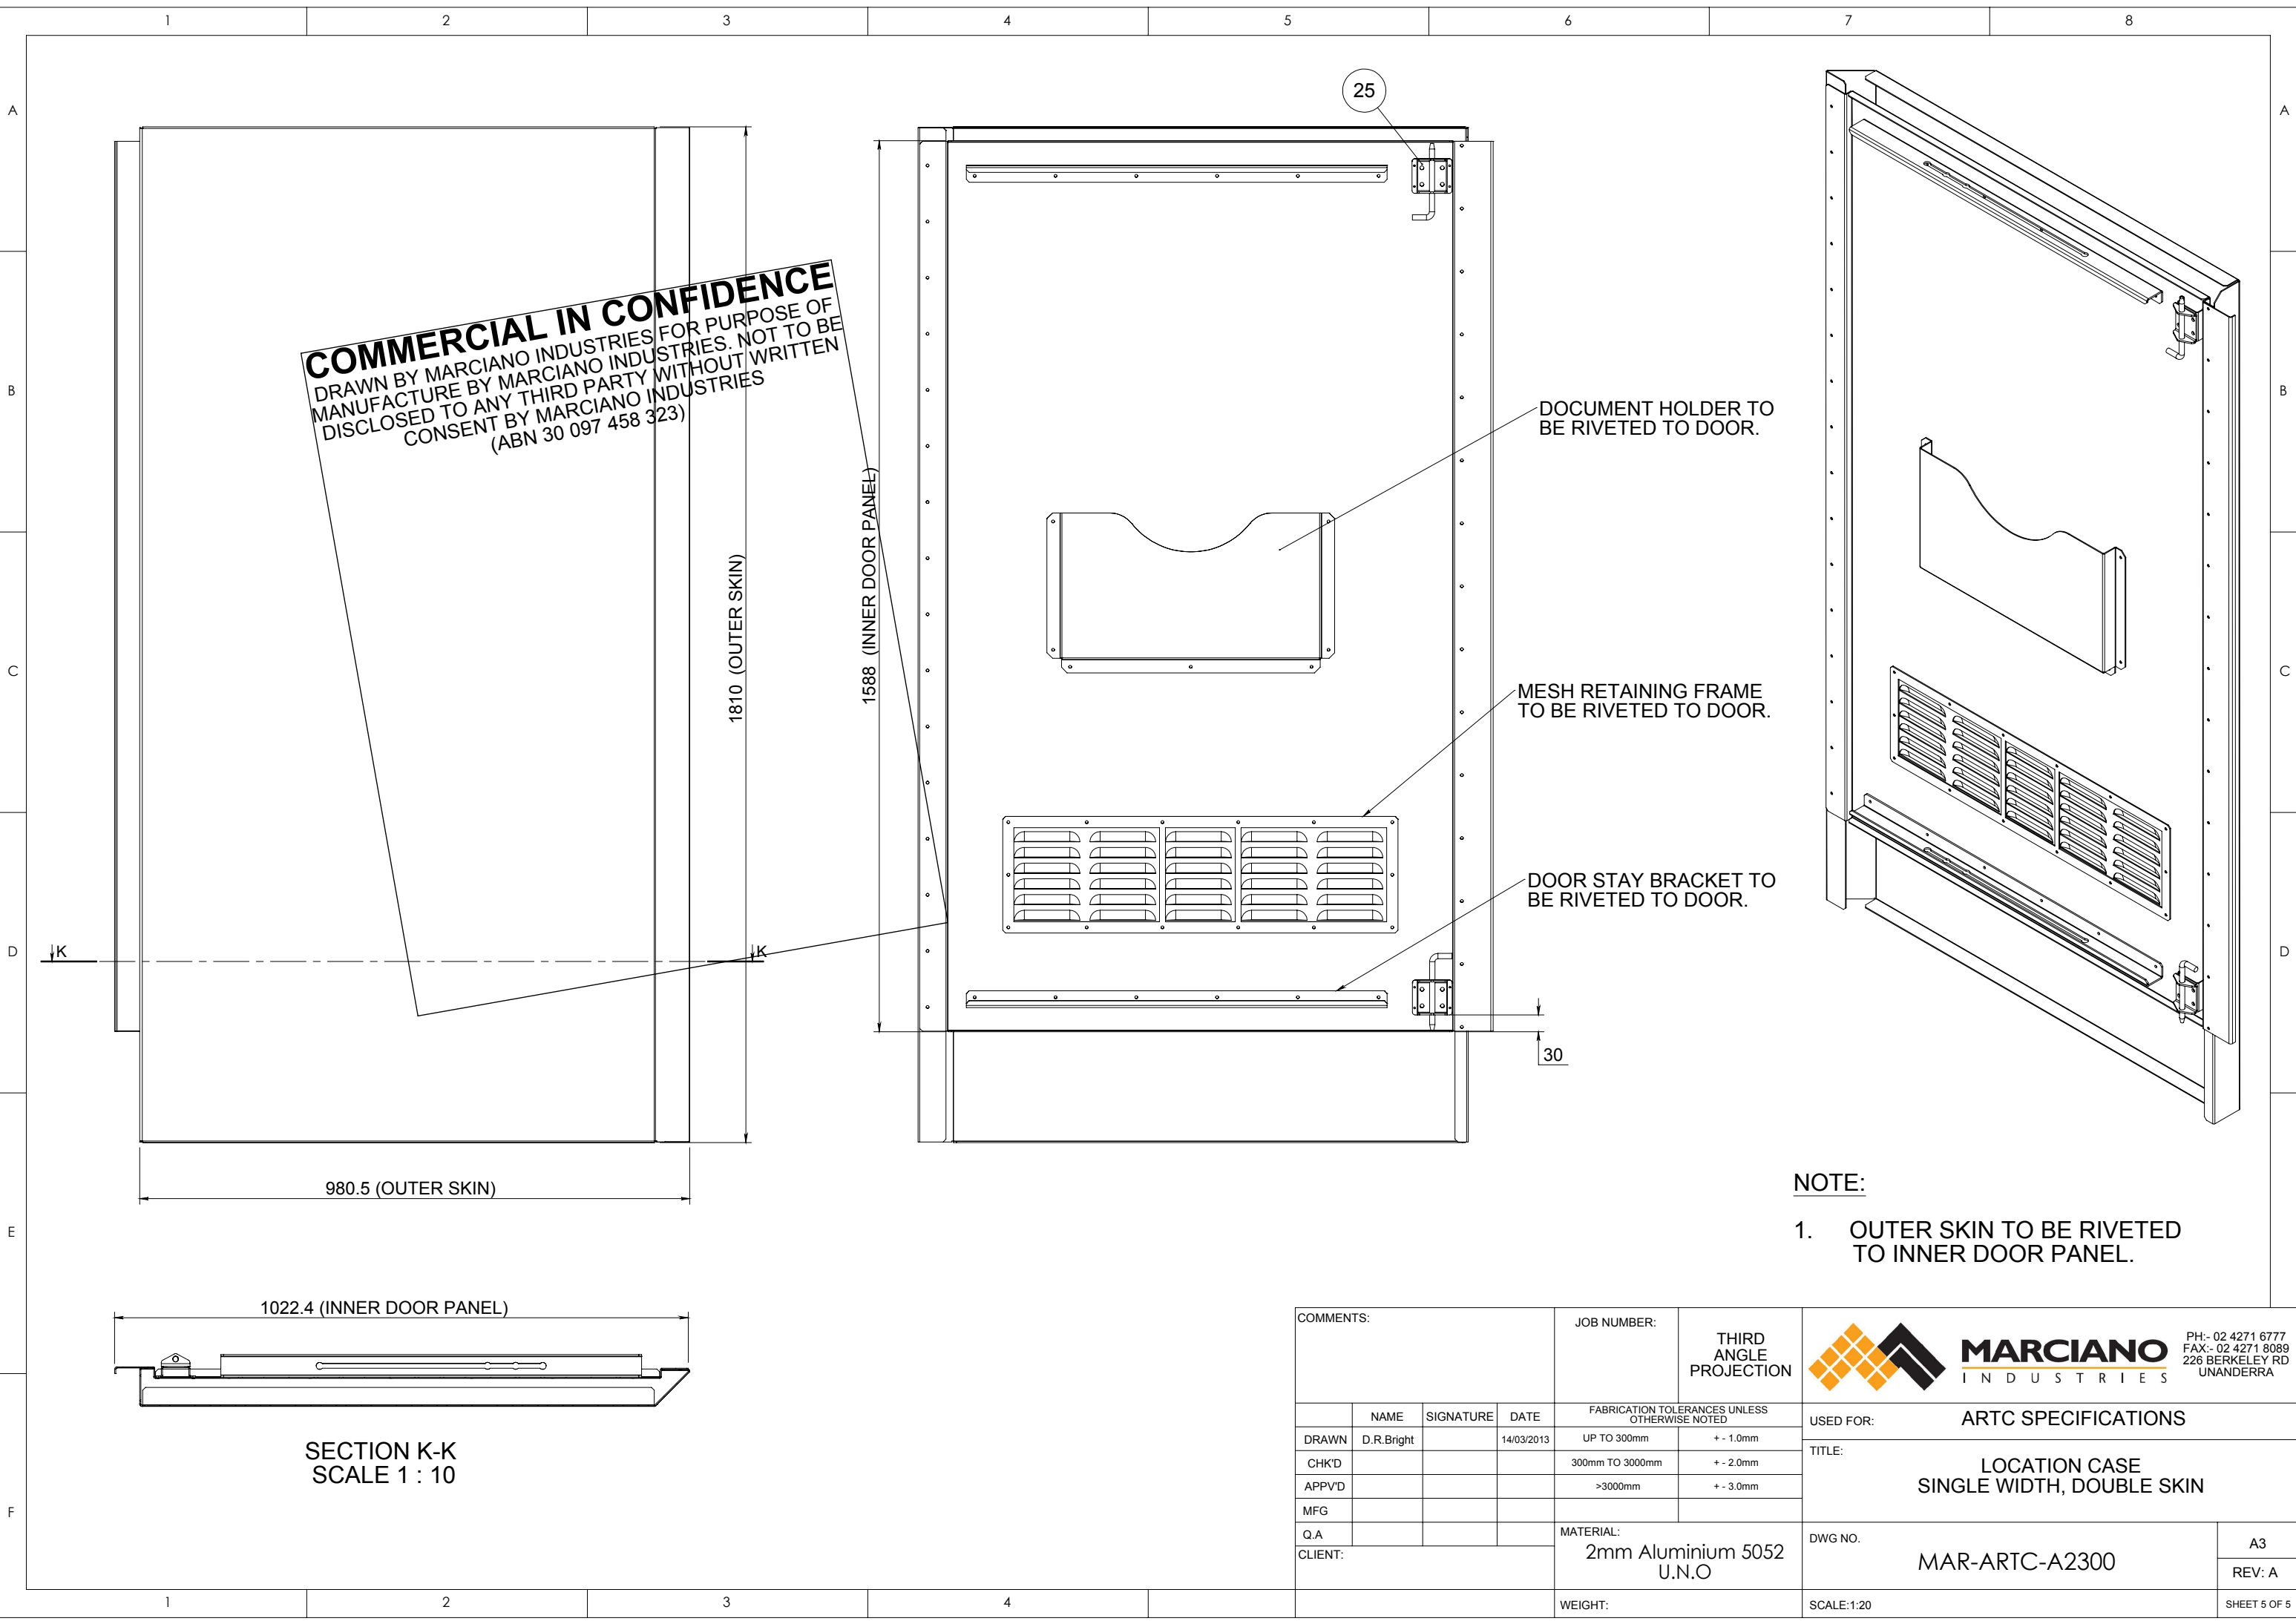 1 2 3 4 5 6 7 8
A A
B B
C C
D D
E
F
25
COMMERCIAL IN CONFIDENCE
DRAWN BY MARCIANO INDUSTRIES FOR PURPOSE OF
MANUFACTURE BY MARCIANO INDUSTRIES. NOT TO BE
DISCLOSED TO ANY THIRD PARTY WITHOUT WRITTEN
CONSENT BY MARCIANO INDUSTRIES
(ABN 30 097 458 323)
1810 (OUTER SKIN)
1588 (INNER DOOR PANEL)
DOCUMENT HOLDER TO
BE RIVETED TO DOOR.
MESH RETAINING FRAME
TO BE RIVETED TO DOOR.
DOOR STAY BRACKET TO
BE RIVETED TO DOOR.
K K
30
980.5 (OUTER SKIN)
NOTE:
1. OUTER SKIN TO BE RIVETED
TO INNER DOOR PANEL.
1022.4 (INNER DOOR PANEL)
SECTION K-K
SCALE 1 : 10
COMMENTS:
JOB NUMBER:
THIRD
ANGLE
PROJECTION
MARCIANO
INDUSTRIES
PH:- 02 4271 6777
FAX:- 02 4271 8089
226 BERKELEY RD
UNANDERRA
NAME SIGNATURE DATE
FABRICATION TOLERANCES UNLESS
OTHERWISE NOTED
DRAWN D.R.Bright 14/03/2013
UP TO 300mm + - 1.0mm
CHK'D
300mm TO 3000mm + - 2.0mm
APPV'D
>3000mm + - 3.0mm
MFG
Q.A
CLIENT:
MATERIAL:
2mm Aluminium 5052
U.N.O
WEIGHT:
USED FOR: ARTC SPECIFICATIONS
TITLE:
LOCATION CASE
SINGLE WIDTH, DOUBLE SKIN
DWG NO.
MAR-ARTC-A2300
A3
REV: A
SCALE:1:20
SHEET 5 OF 5
1 2 3 4